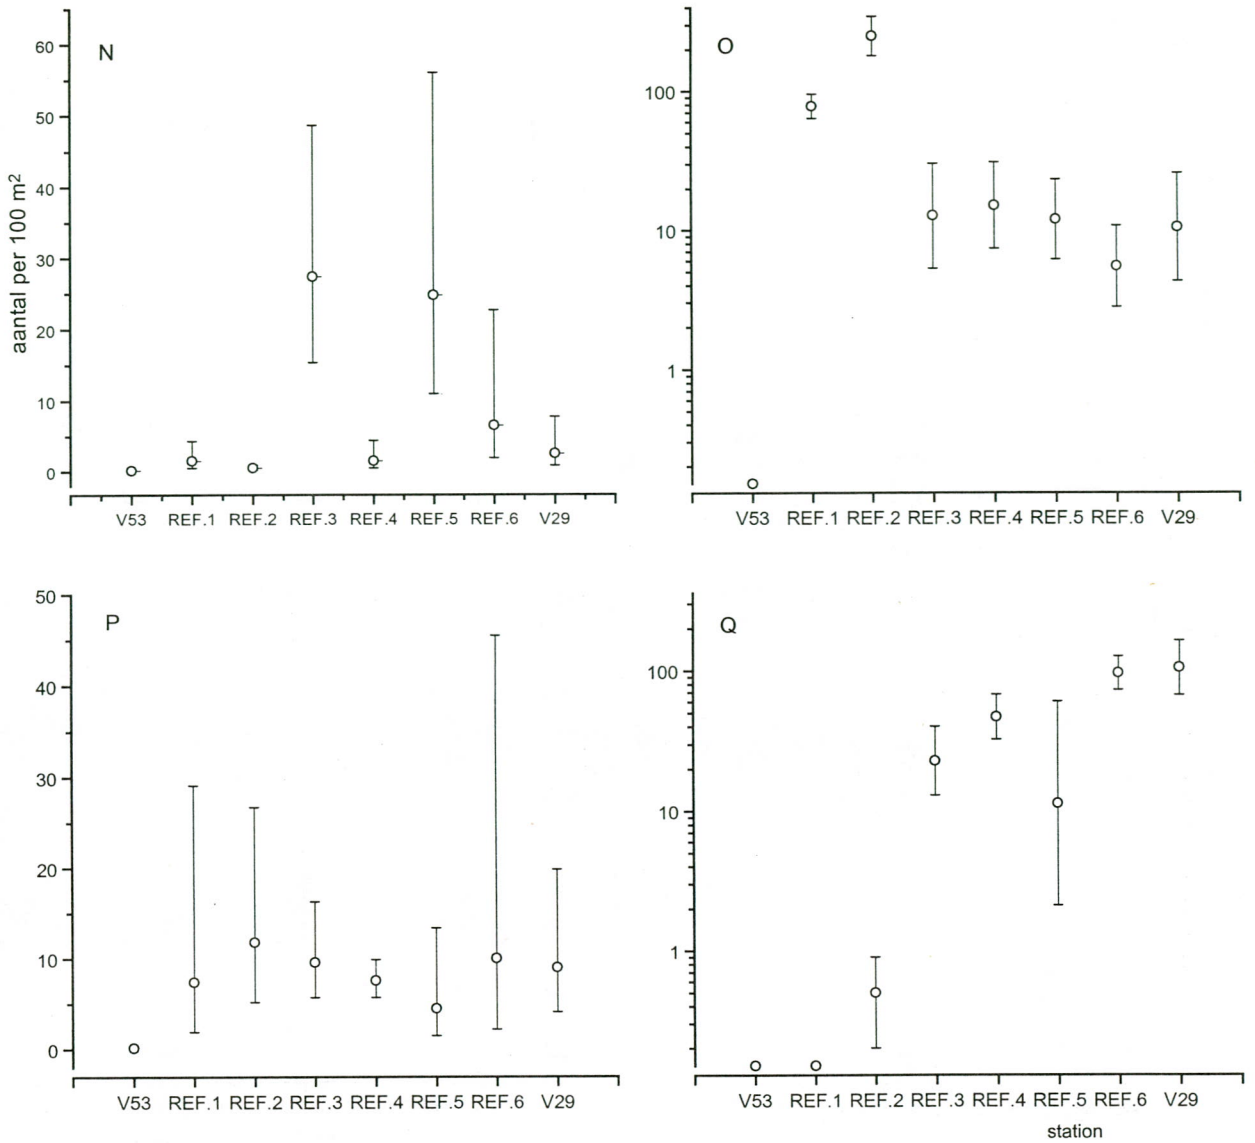 N
60
50
40
30
20
10
0
aantal per 100 m²
V53 REF.1 REF.2 REF.3 REF.4 REF.5 REF.6 V29
O
100
10
1
V53 REF.1 REF.2 REF.3 REF.4 REF.5 REF.6 V29
P
50
40
30
20
10
0
V53 REF.1 REF.2 REF.3 REF.4 REF.5 REF.6 V29
Q
100
10
1
V53 REF.1 REF.2 REF.3 REF.4 REF.5 REF.6 V29
station